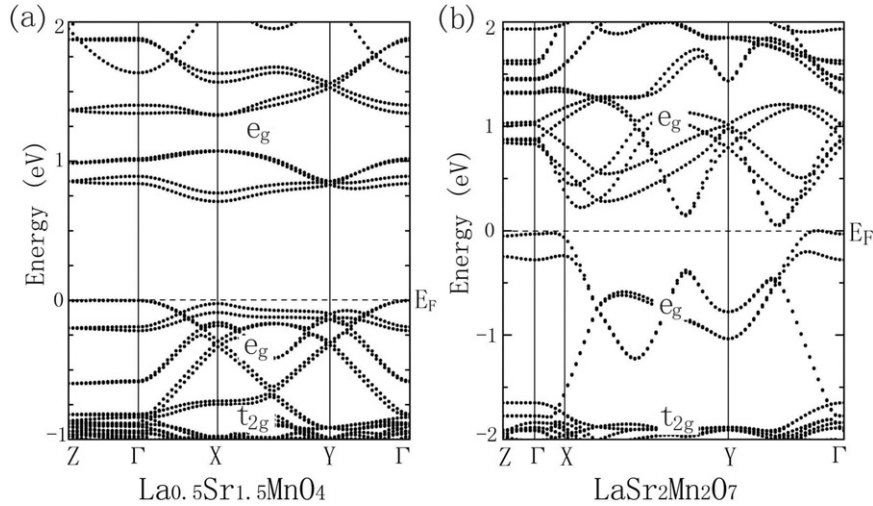 (a)
2
1
0
-1
Energy (eV)
e_g
e_g
t_2g
E_F
Z Γ X Y Γ
La0.5Sr1.5MnO4
(b)
2
1
0
-1
-2
Energy (eV)
e_g
e_g
t_2g
E_F
Z Γ X Y Γ
LaSr2Mn2O7